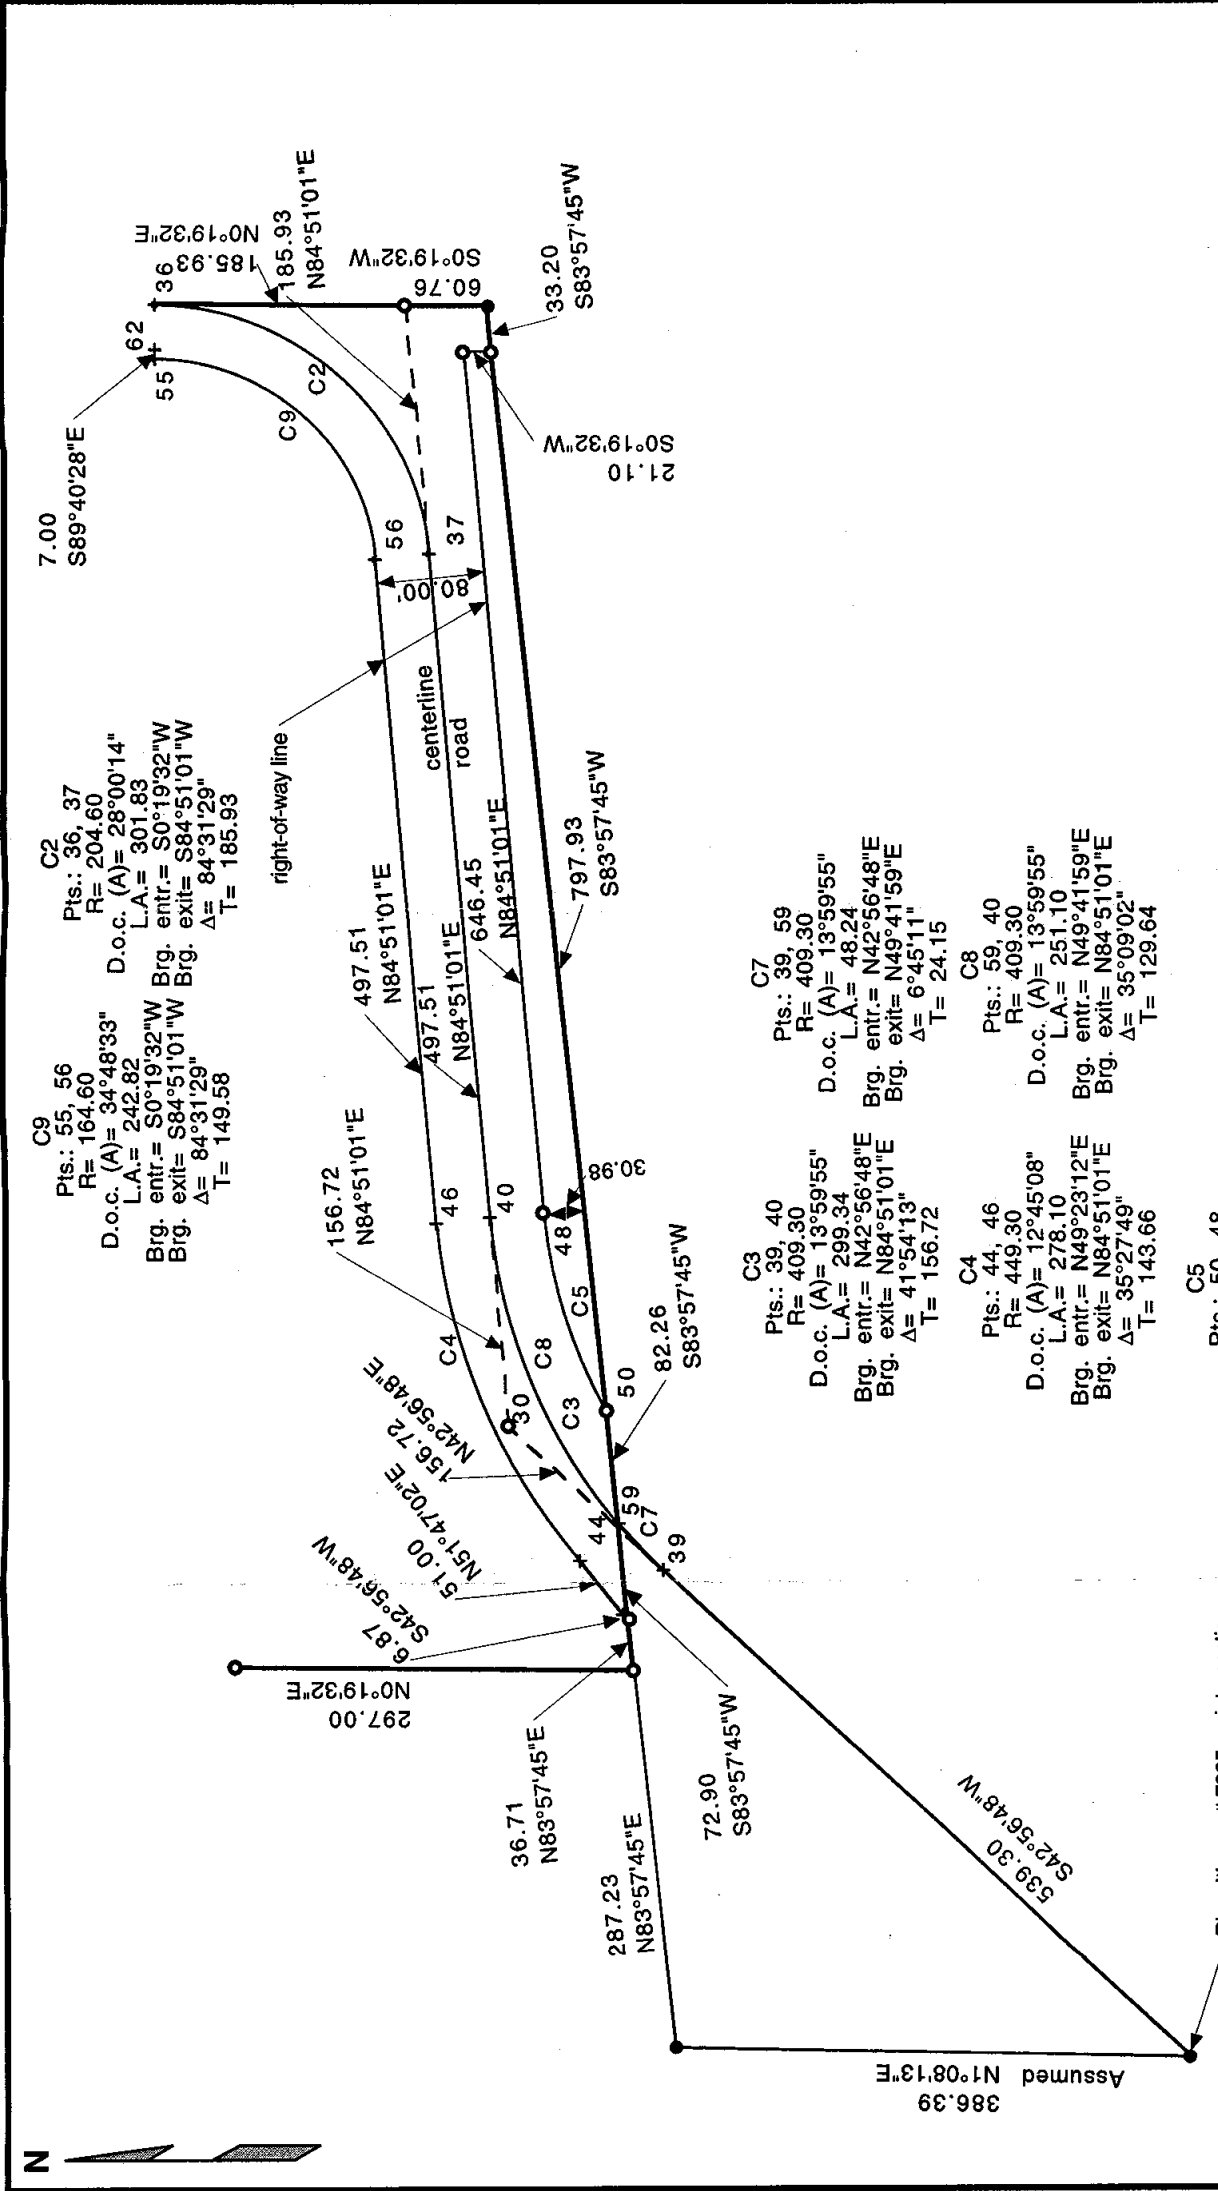 N
C9
Pts.: 55, 56
R= 164.60
D.o.c. (A)= 34°48'33"
L.A.= 242.82
Brg. entr.= S0°19'32"W
Brg. exit= S84°51'01"W
Δ= 84°31'29"
T= 149.58
C2
Pts.: 36, 37
R= 204.60
D.o.c. (A)= 28°00'14"
L.A.= 301.83
Brg. entr.= S0°19'32"W
Brg. exit= S84°51'01"W
Δ= 84°31'29"
T= 185.93
7.00
S89°40'28"E
55
62
36
C9
C2
185.93
N0°19'32"E
185.93
N84°51'01"E
60.76
S0°19'32"W
33.20
S83°57'45"W
21.10
S0°19'32"W
56
37
80.00'
right-of-way line
centerline
road
497.51
N84°51'01"E
497.51
N84°51'01"E
646.45
N84°51'01"E
797.93
S83°57'45"W
156.72
N84°51'01"E
46
40
48
30.98'
C4
C8
C3
C5
30
50
82.26
S83°57'45"W
156.72
N42°56'48"E
51.00
N51°47'02"E
6.87
S42°56'48"W
44
59
C7
39
297.00
N0°19'32"E
36.71
N83°57'45"E
72.90
S83°57'45"W
287.23
N83°57'45"E
539.30
S42°56'48"W
386.39
N1°08'13"E
Assumed
C3
Pts.: 39, 40
R= 409.30
D.o.c. (A)= 13°59'55"
L.A.= 299.34
Brg. entr.= N42°56'48"E
Brg. exit= N84°51'01"E
Δ= 41°54'13"
T= 156.72
C7
Pts.: 39, 59
R= 409.30
D.o.c. (A)= 13°59'55"
L.A.= 48.24
Brg. entr.= N42°56'48"E
Brg. exit= N49°41'59"E
Δ= 6°45'11"
T= 24.15
C4
Pts.: 44, 46
R= 449.30
D.o.c. (A)= 12°45'08"
L.A.= 278.10
Brg. entr.= N49°23'12"E
Brg. exit= N84°51'01"E
Δ= 35°27'49"
T= 143.66
C8
Pts.: 59, 40
R= 409.30
D.o.c. (A)= 13°59'55"
L.A.= 251.10
Brg. entr.= N49°41'59"E
Brg. exit= N84°51'01"E
Δ= 35°09'02"
T= 129.64
C5
Pts.: 50, 48